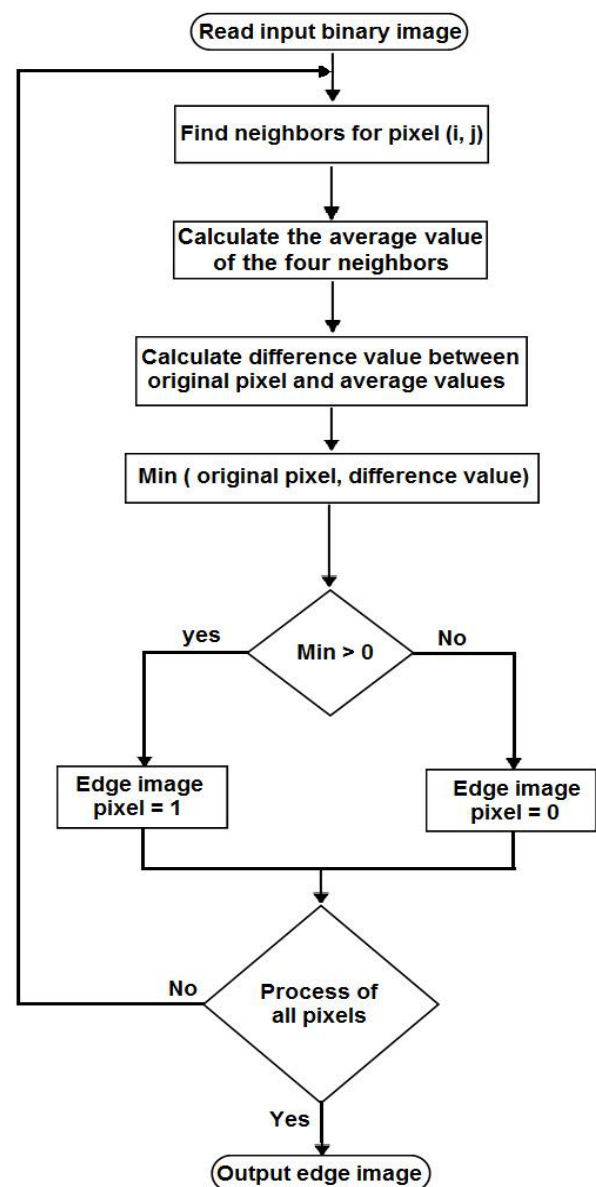 Read input binary image
Find neighbors for pixel (i, j)
Calculate the average value
of the four neighbors
Calculate difference value between
original pixel and average values
Min ( original pixel, difference value)
yes
No
Min > 0
Edge image
pixel = 1
Edge image
pixel = 0
No
Process of
all pixels
Yes
Output edge image